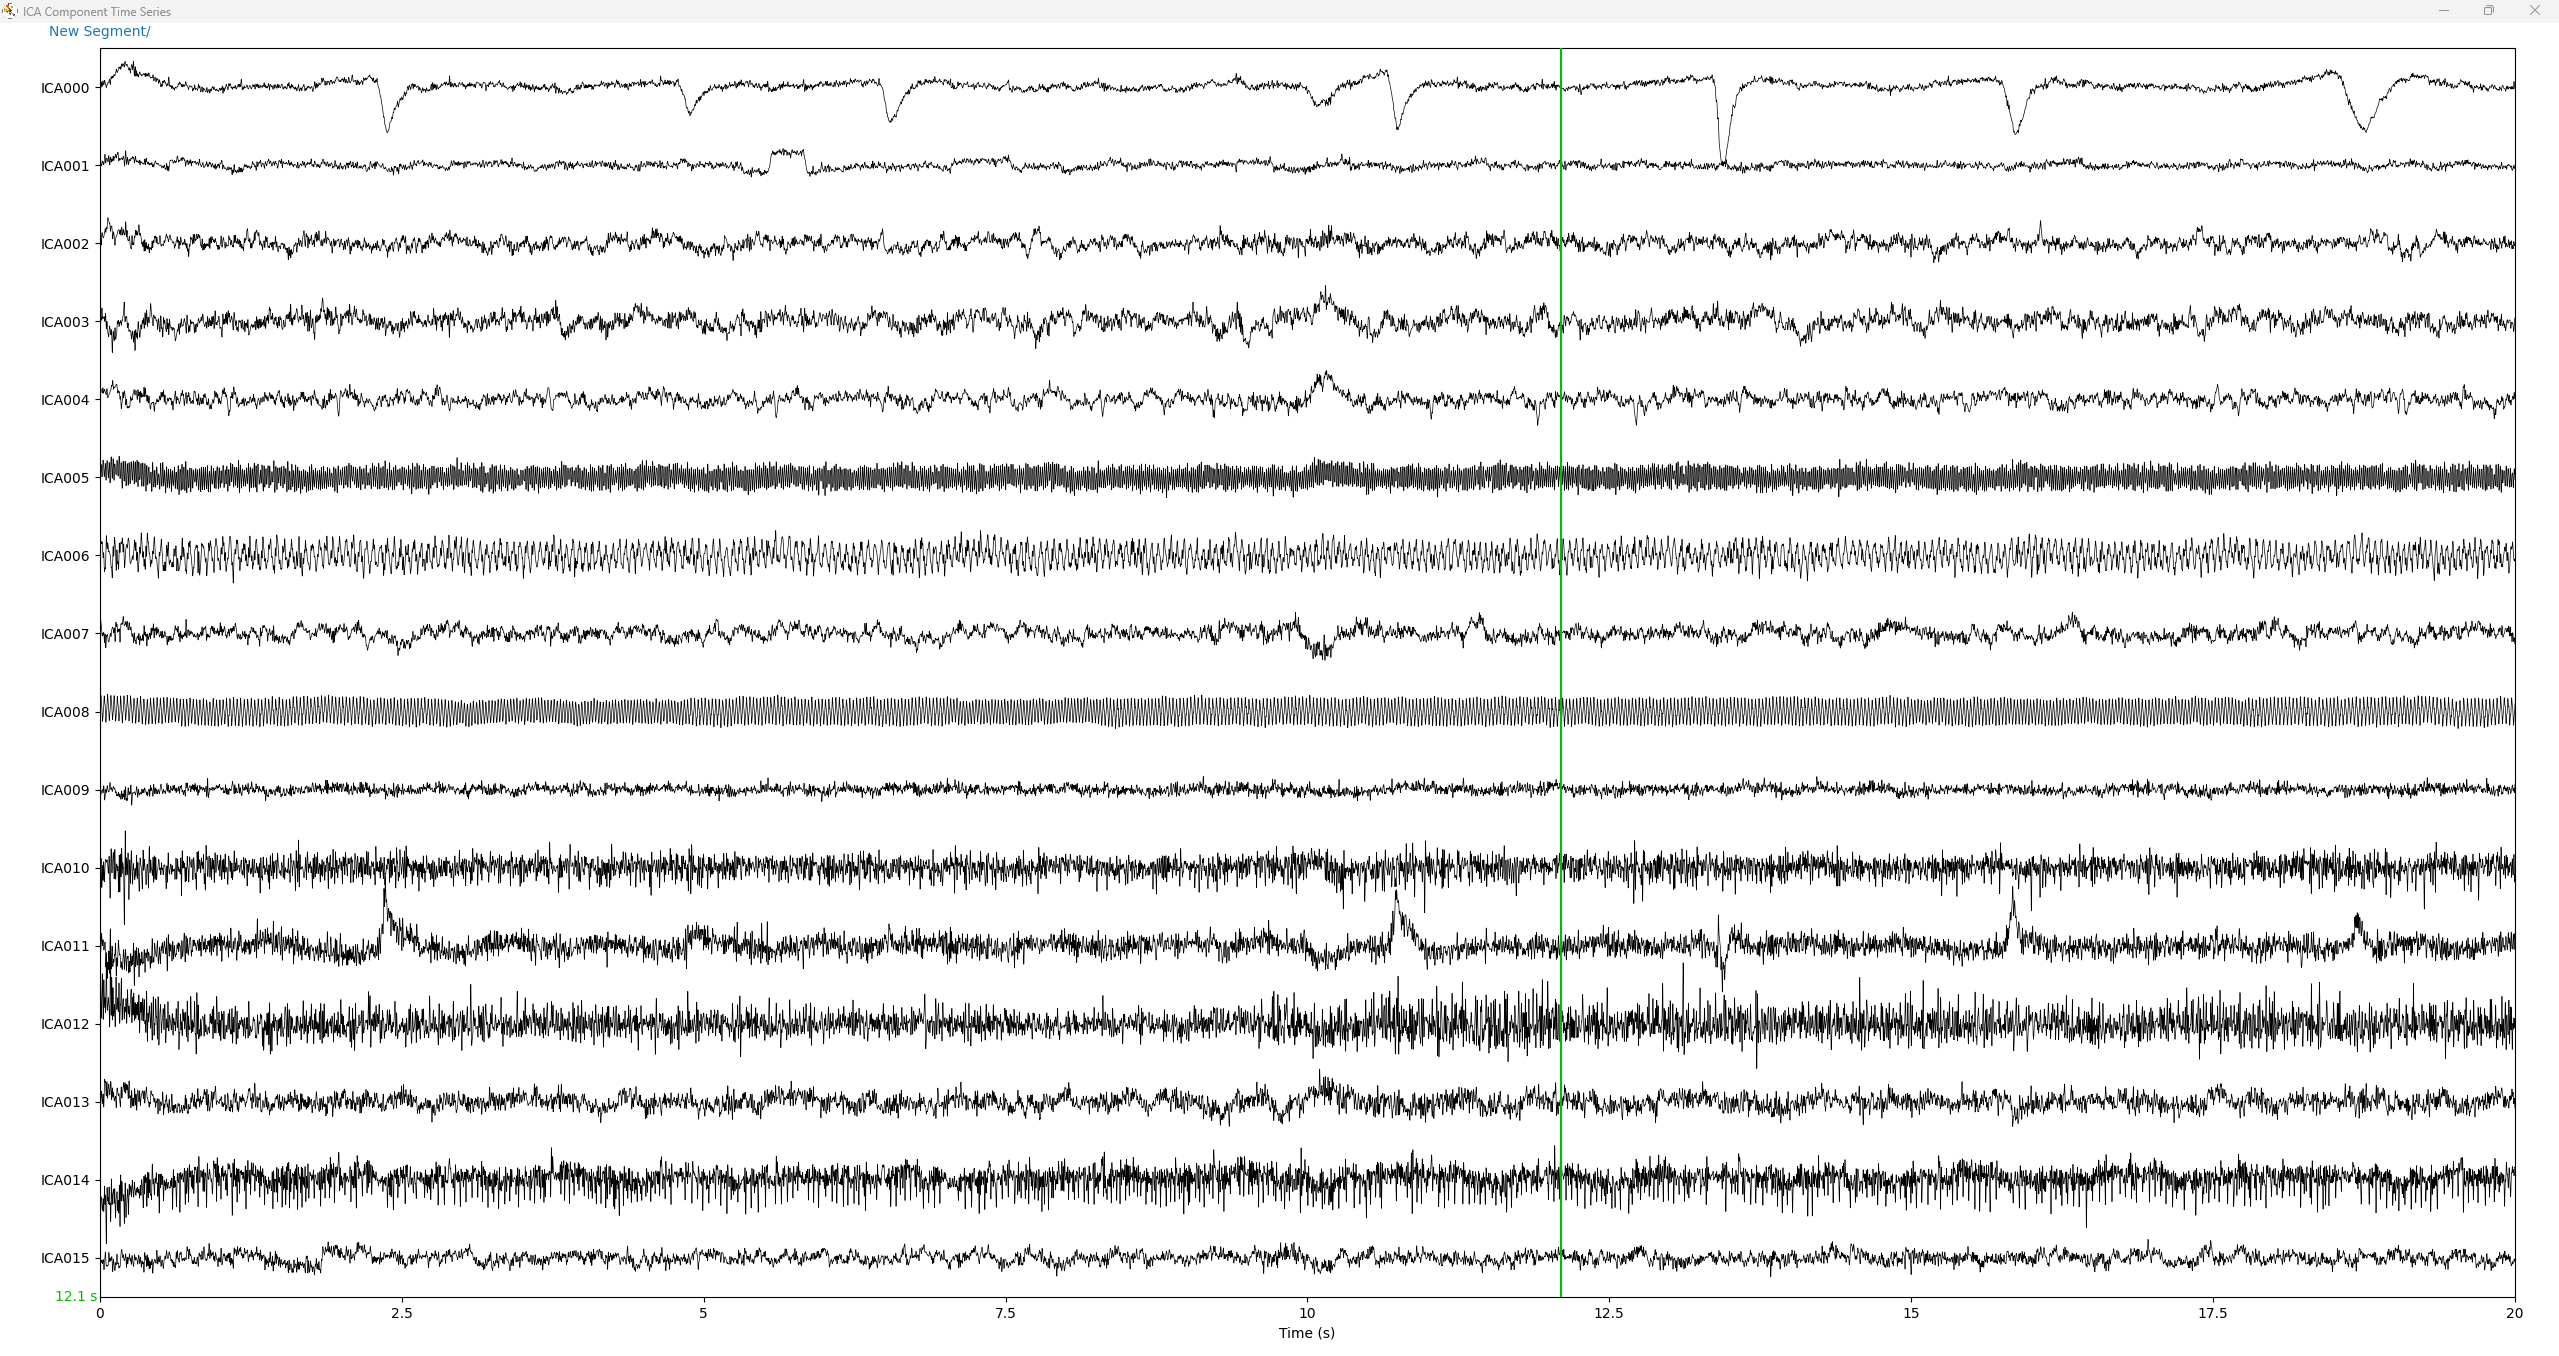 ICA Component Time Series
New Segment/
ICA000
ICA001
ICA002
ICA003
ICA004
ICA005
ICA006
ICA007
ICA008
ICA009
ICA010
ICA011
ICA012
ICA013
ICA014
ICA015
12.1 s
0 2.5 5 7.5 10 12.5 15 17.5 20
Time (s)